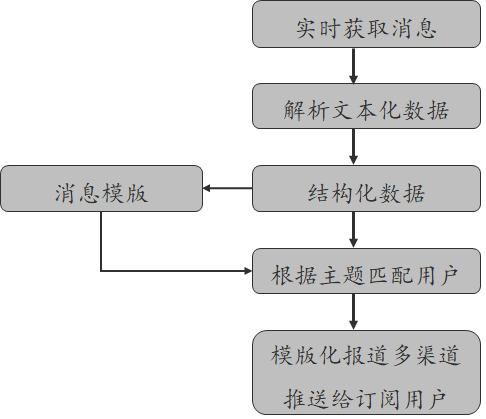 实时获取消息
解析文本化数据
消息模版
结构化数据
根据主题匹配用户
模版化报道多渠道
推送给订阅用户